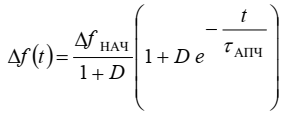 Δf(t) = Δf_НАЧ / (1 + D) (1 + D e^(−t / τ_АПЧ))